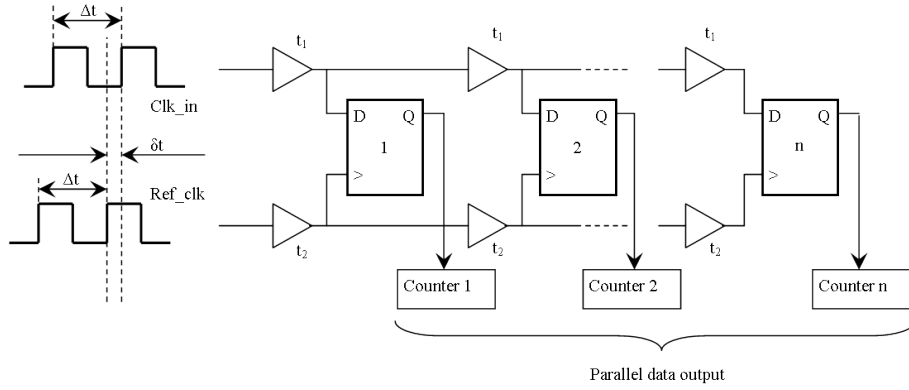 Δt
Clk_in
δt
Δt
Ref_clk
t1 t1 t1
D Q D Q D Q
1 2 n
> > >
t2 t2 t2
Counter 1 Counter 2 Counter n
Parallel data output